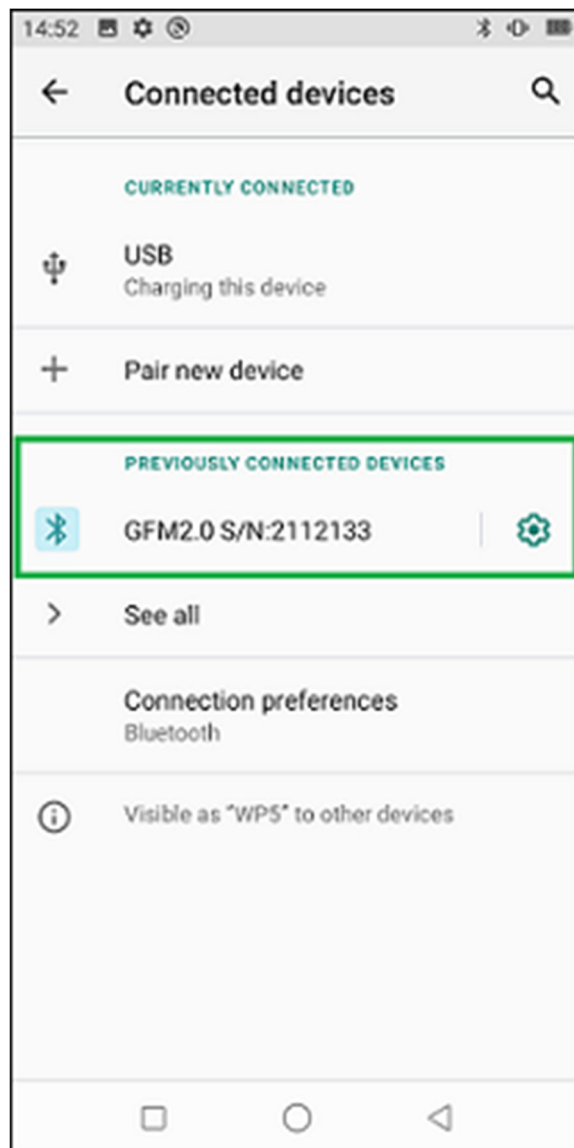 14:52
Connected devices
CURRENTLY CONNECTED
USB
Charging this device
Pair new device
PREVIOUSLY CONNECTED DEVICES
GFM2.0 S/N:2112133
See all
Connection preferences
Bluetooth
Visible as “WP5” to other devices